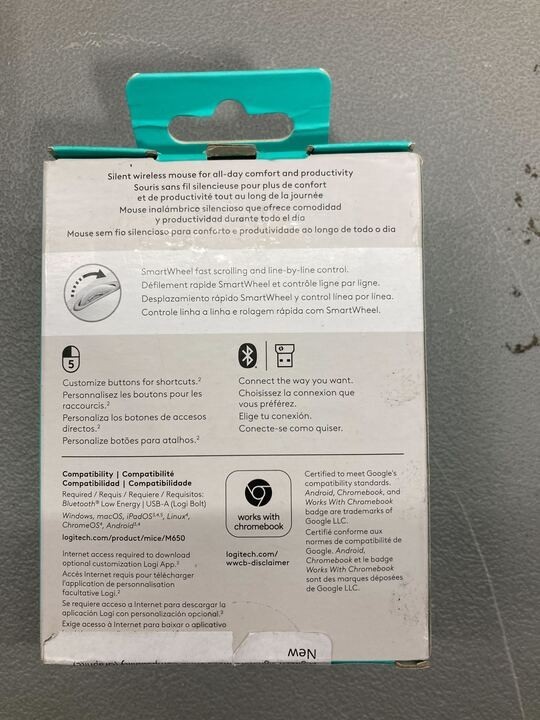 Silent wireless mouse for all-day comfort and productivity
Souris sans fil silencieuse pour plus de confort
et de productivité tout au long de la journée
Mouse inalámbrico silencioso que ofrece comodidad
y productividad durante todo el día
Mouse sem fio silencioso para conforto e produtividade ao longo de todo o dia
SmartWheel fast scrolling and line-by-line control.
Défilement rapide SmartWheel et contrôle ligne par ligne.
Desplazamiento rápido SmartWheel y control línea por línea.
Controle linha a linha e rolagem rápida com SmartWheel.
5
Customize buttons for shortcuts.²
Personnalisez les boutons pour les
raccourcis.²
Personaliza los botones de accesos
directos.²
Personalize botões para atalhos.²
Connect the way you want.
Choisissez la connexion que
vous préférez.
Elige tu conexión.
Conecte-se como quiser.
Compatibility | Compatibilité
Compatibilidad | Compatibilidade
Required / Requis / Requiere / Requisitos:
Bluetooth® Low Energy | USB-A (Logi Bolt)
Windows, macOS, iPadOS³,⁴,⁵, Linux⁴,
ChromeOS⁴, Android³,⁴
logitech.com/product/mice/M650
Internet access required to download
optional customization Logi App.²
Accès Internet requis pour télécharger
l'application de personnalisation
facultative Logi.²
Se requiere acceso a Internet para descargar la
aplicación Logi con personalización opcional.²
Exige acesso à Internet para baixar o aplicativo
works with
chromebook
logitech.com/
wwcb-disclaimer
Certified to meet Google's
compatibility standards.
Android, Chromebook, and
Works With Chromebook
badge are trademarks of
Google LLC.
Certifié conforme aux
normes de compatibilité de
Google. Android,
Chromebook et le badge
Works With Chromebook
sont des marques déposées
de Google LLC.
New